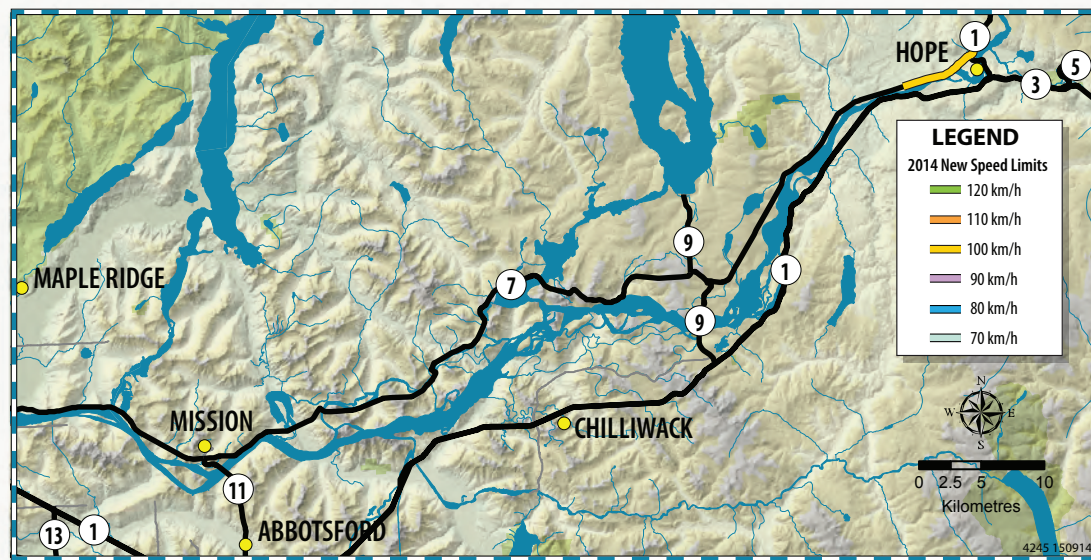 1
HOPE
5
3
LEGEND
2014 New Speed Limits
120 km/h
110 km/h
100 km/h
90 km/h
80 km/h
70 km/h
9
1
MAPLE RIDGE
7
9
N
W E
S
MISSION
CHILLIWACK
0 2.5 5 10
Kilometres
11
13
1
ABBOTSFORD
4245 150914